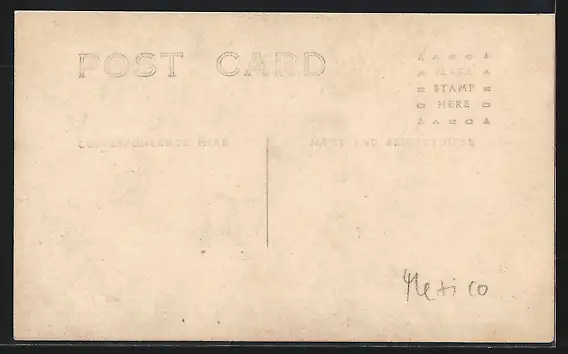 POST CARD
PLACE
STAMP
HERE
CORRESPONDENCE HERE
NAME AND ADDRESS HERE
Mexico